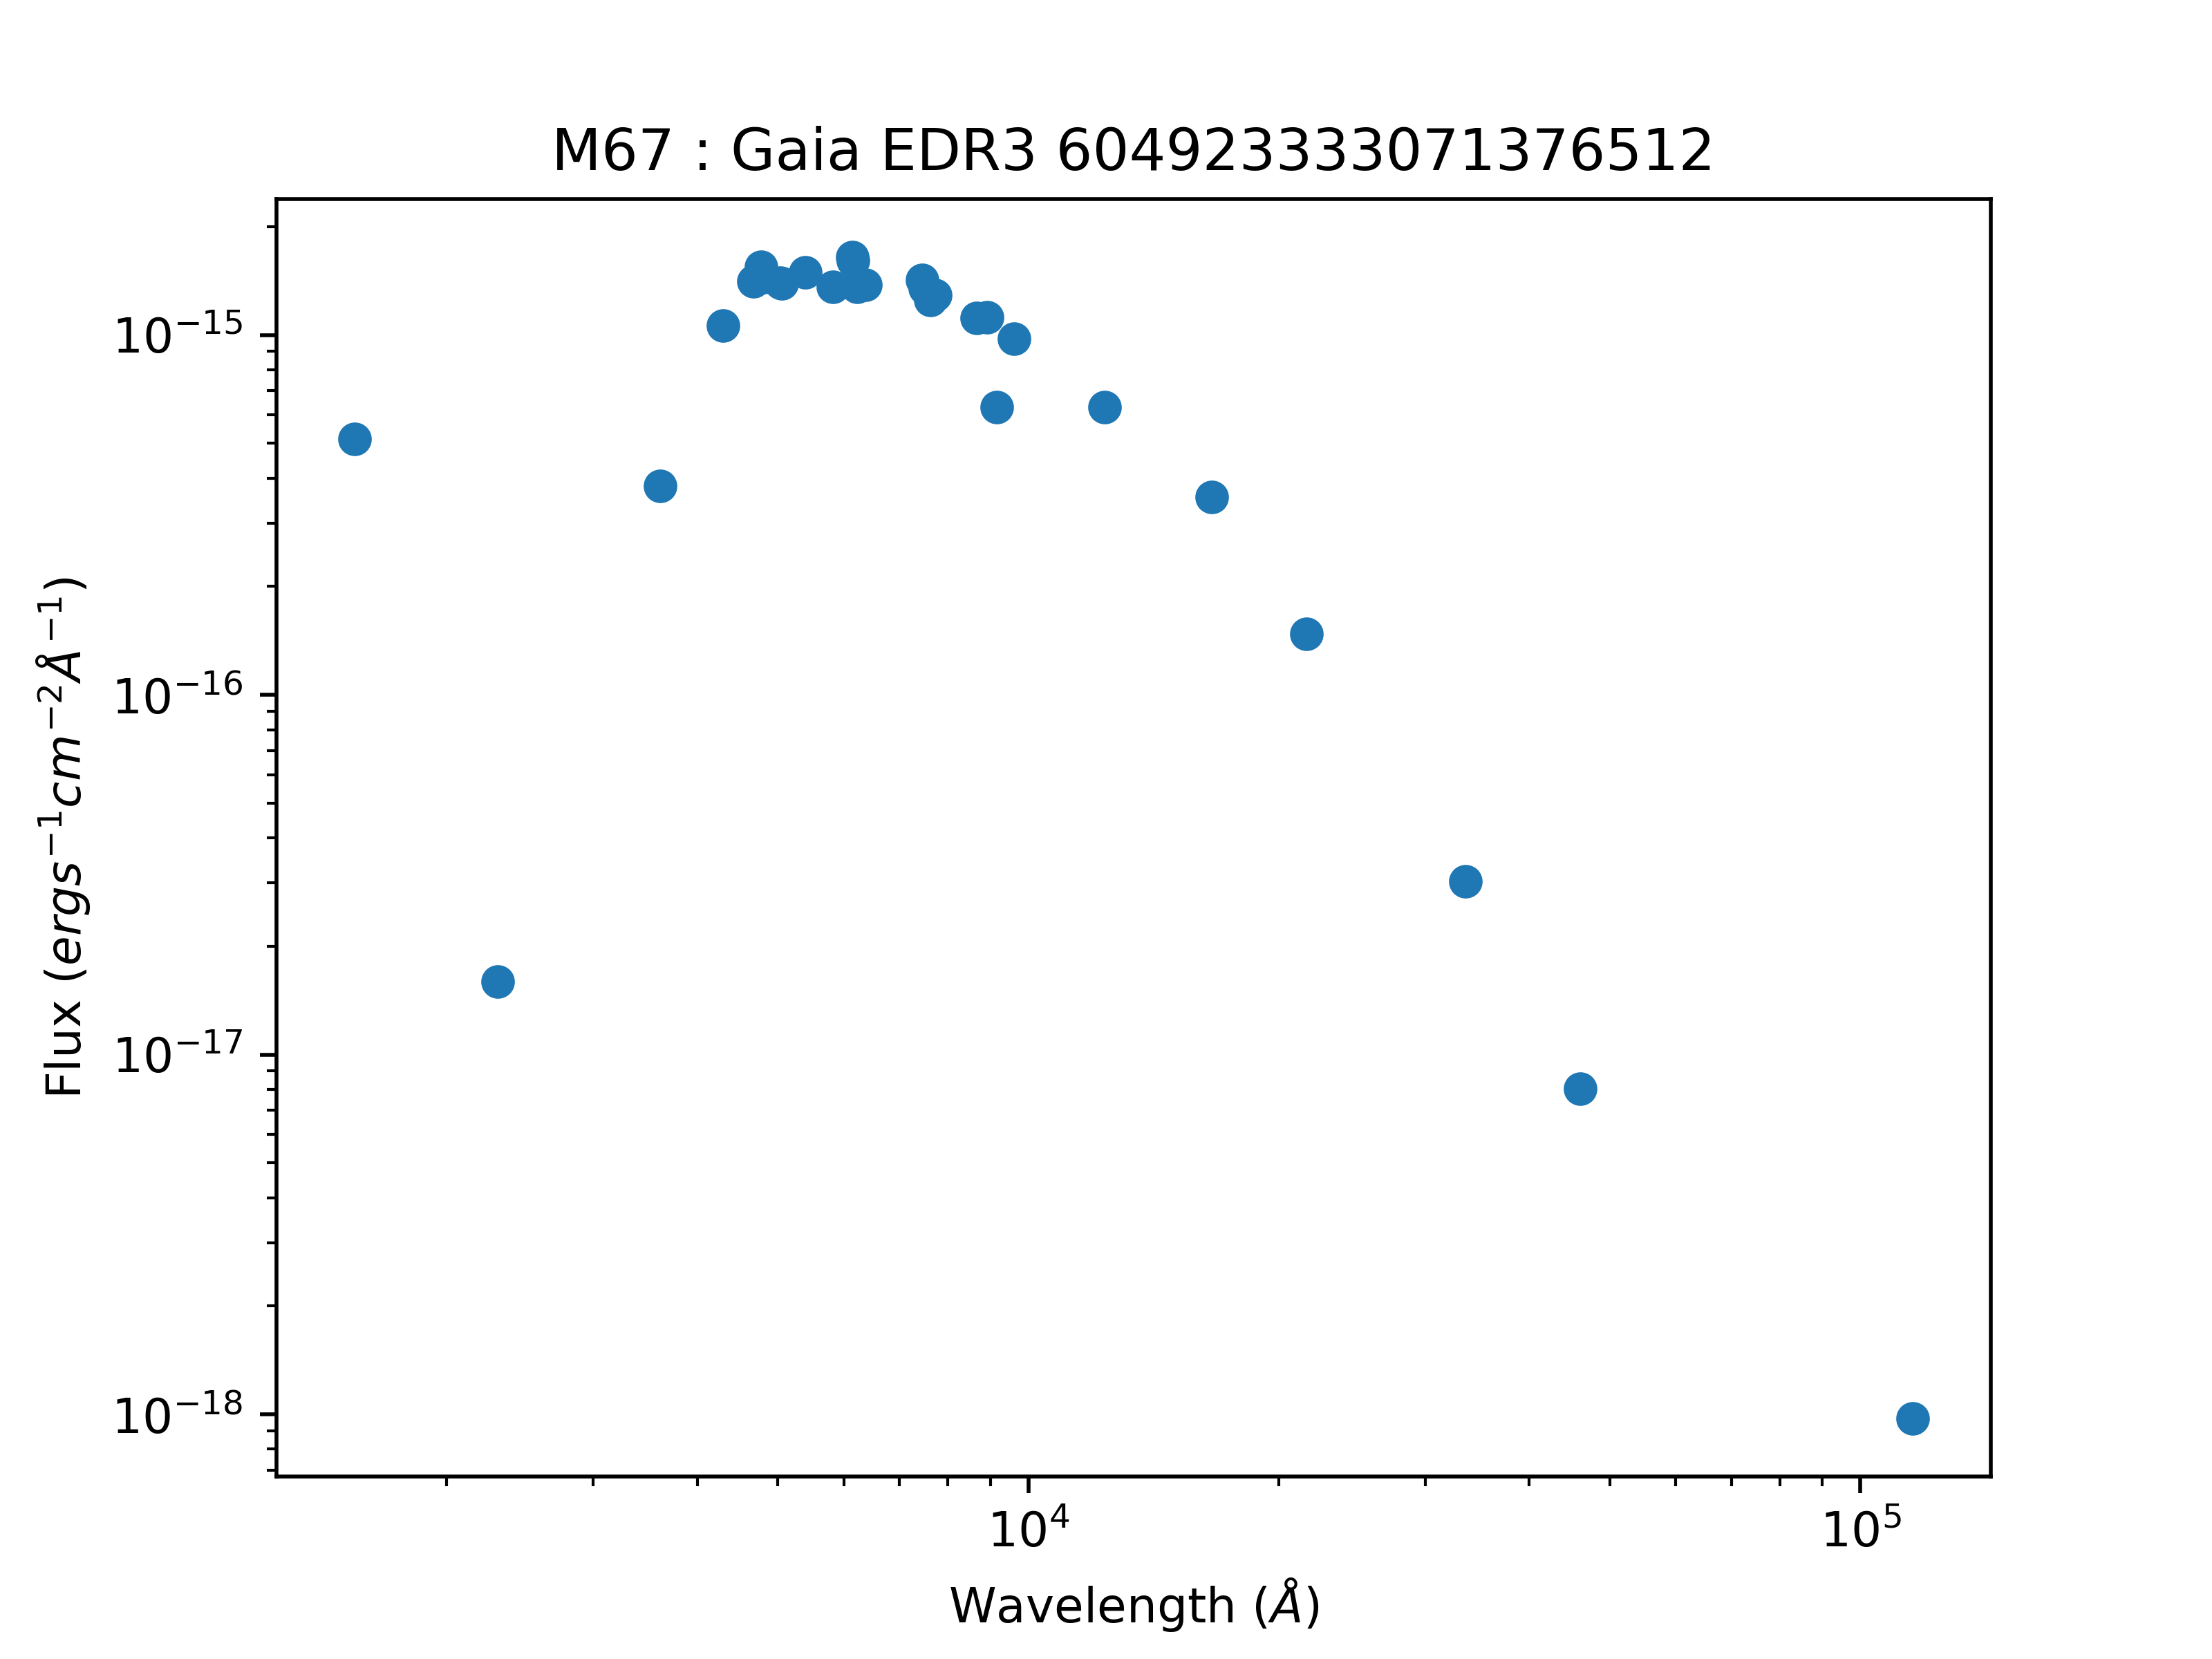 M67 : Gaia EDR3 604923333071376512
Flux (ergs⁻¹cm⁻²Å⁻¹)
10⁻¹⁵
10⁻¹⁶
10⁻¹⁷
10⁻¹⁸
10⁴
10⁵
Wavelength (Å)